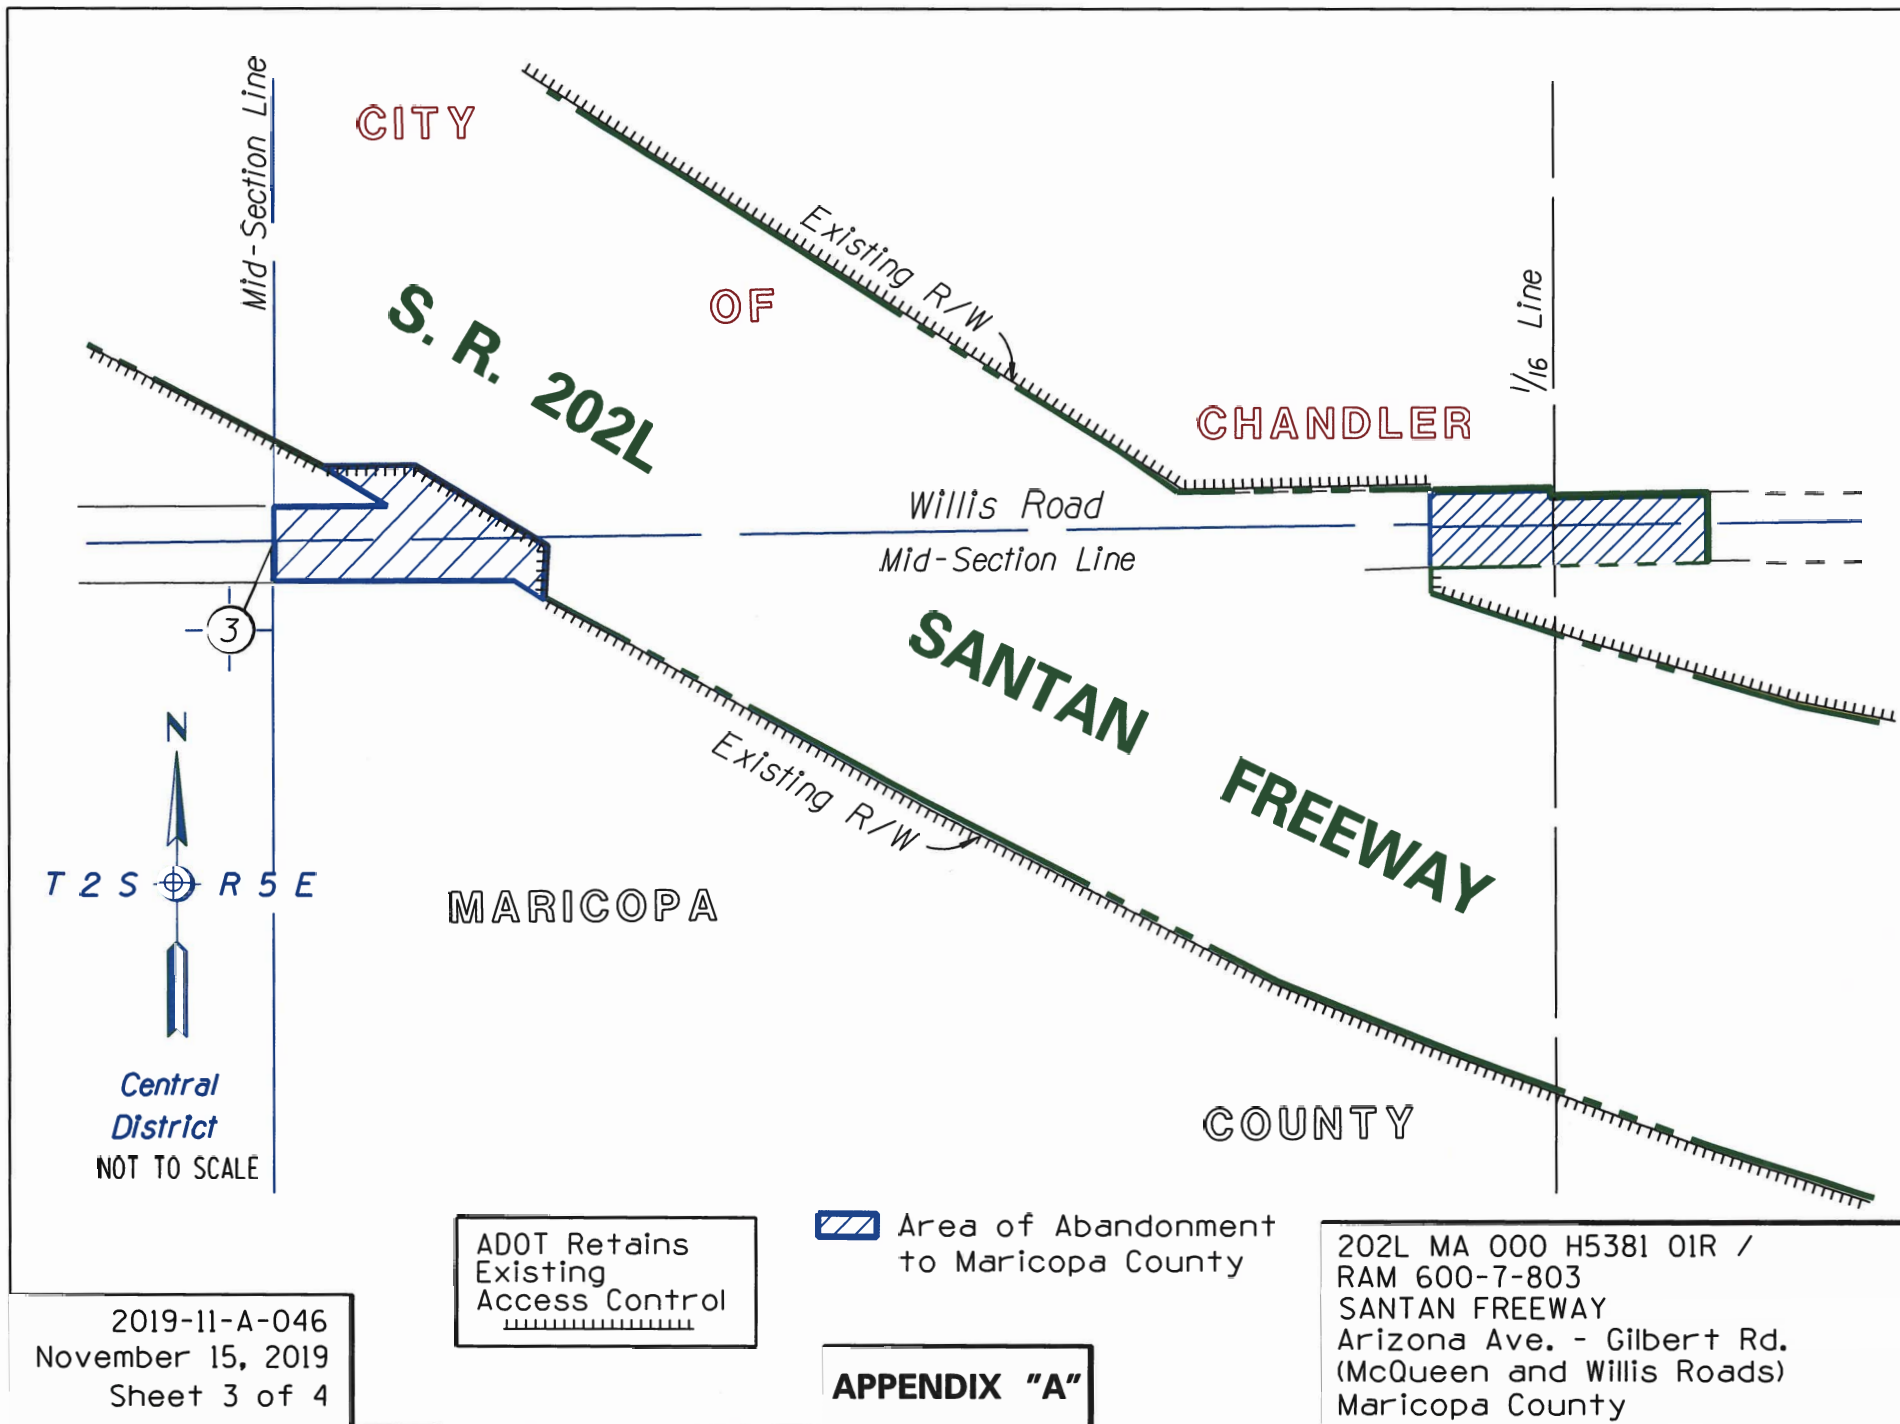 Mid-Section Line
CITY
OF
CHANDLER
Existing R/W
1/16 Line
S. R. 202L
Willis Road
Mid-Section Line
3
SANTAN
FREEWAY
Existing R/W
N
T 2 S R 5 E
MARICOPA
COUNTY
Central
District
NOT TO SCALE
ADOT Retains
Existing
Access Control
Area of Abandonment
to Maricopa County
2019-11-A-046
November 15, 2019
Sheet 3 of 4
APPENDIX "A"
202L MA 000 H5381 01R /
RAM 600-7-803
SANTAN FREEWAY
Arizona Ave. - Gilbert Rd.
(McQueen and Willis Roads)
Maricopa County